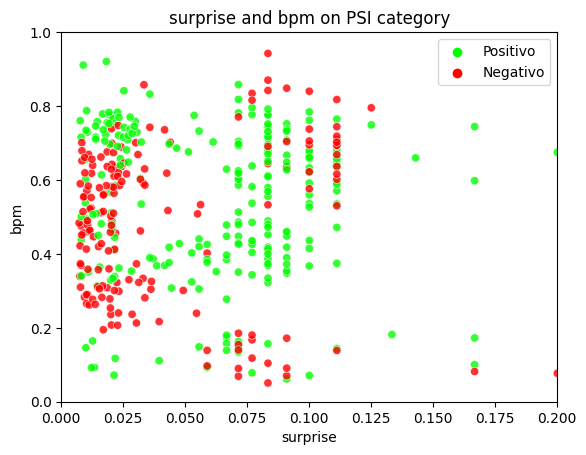 surprise and bpm on PSI category
Positivo
Negativo
bpm
1.0
0.8
0.6
0.4
0.2
0.0
0.000 0.025 0.050 0.075 0.100 0.125 0.150 0.175 0.200
surprise